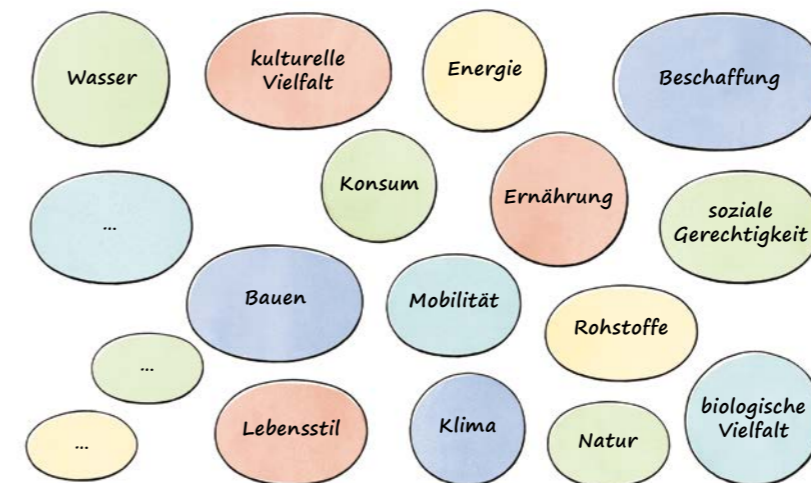 Wasser
kulturelle
Vielfalt
Energie
Beschaffung
Konsum
Ernährung
...
soziale
Gerechtigkeit
Bauen
Mobilität
Rohstoffe
...
Lebensstil
Klima
Natur
biologische
Vielfalt
...